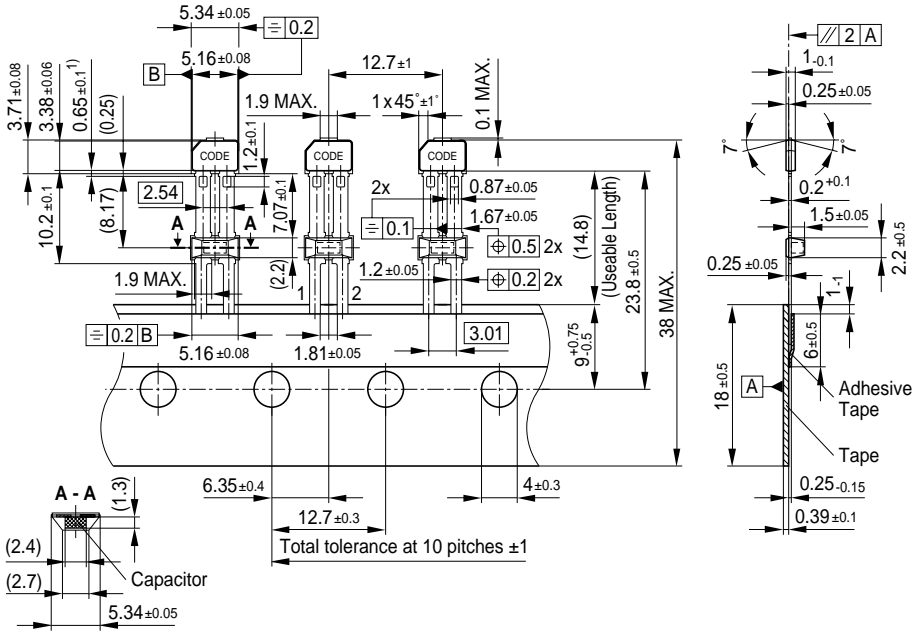 5.34 ±0.05
⌯ 0.2
// 2 A
B
5.16 ±0.08
12.7 ±1
1 -0.1
3.71 ±0.08
3.38 ±0.06
0.65 ±0.1 1)
(0.25)
1.9 MAX.
1 x 45° ±1°
0.1 MAX.
0.25 ±0.05
1.2 ±0.1
CODE
CODE
CODE
7°
7°
10.2 ±0.1
(8.17)
2.54
7.07 ±0.1
2x
0.87 ±0.05
0.2 +0.1
A
A
⌯ 0.1
1.67 ±0.05
1.5 ±0.05
⌖ 0.5 2x
(14.8)
(Useable Length)
23.8 ±0.5
38 MAX.
2.2 ±0.5
1.9 MAX.
(2.2)
1
2
1.2 ±0.05
⌖ 0.2 2x
0.25 ±0.05
1 -1
⌯ 0.2 B
5.16 ±0.08
1.81 ±0.05
3.01
9 +0.75 -0.5
18 ±0.5
6 ±0.5
A
Adhesive
Tape
Tape
A - A
(1.3)
6.35 ±0.4
4 ±0.3
0.25 -0.15
12.7 ±0.3
0.39 ±0.1
(2.4)
Total tolerance at 10 pitches ±1
Capacitor
(2.7)
5.34 ±0.05